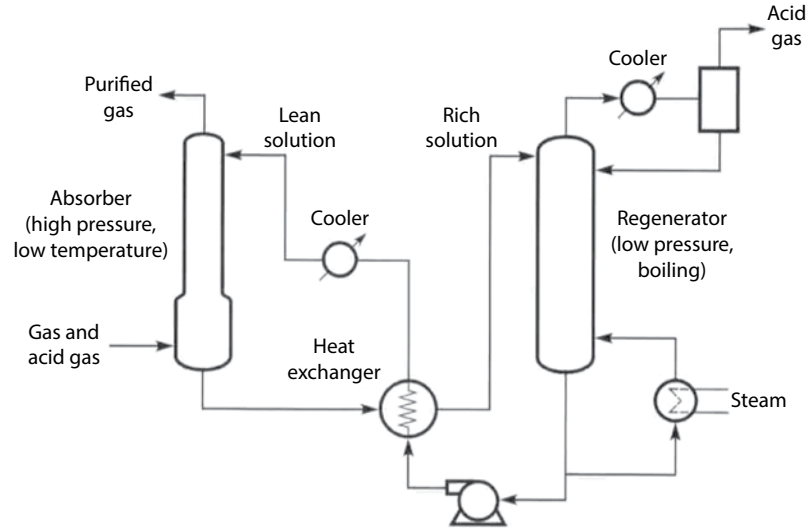 Acid
gas
Cooler
Purified
gas
Lean
solution
Rich
solution
Absorber
(high pressure,
low temperature)
Cooler
Regenerator
(low pressure,
boiling)
Gas and
acid gas
Heat
exchanger
Steam